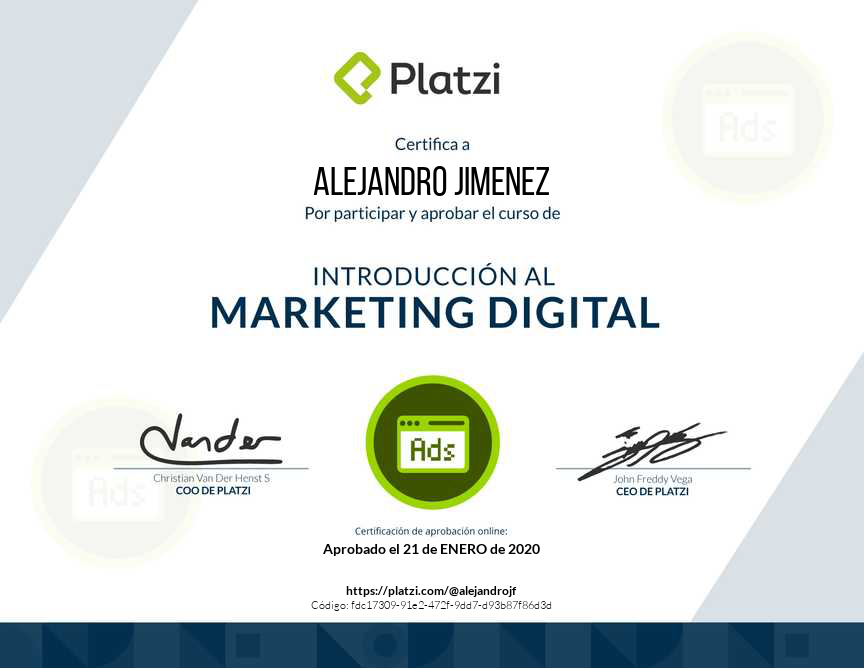 Platzi
Certifica a
ALEJANDRO JIMENEZ
Por participar y aprobar el curso de
INTRODUCCIÓN AL
MARKETING DIGITAL
Ads
Ads
Ads
Christian Van Der Henst S
COO DE PLATZI
John Freddy Vega
CEO DE PLATZI
Certificación de aprobación online:
Aprobado el 21 de ENERO de 2020
https://platzi.com/@alejandrojf
Código: fdc17309-91e2-472f-9dd7-d93b87f86d3d